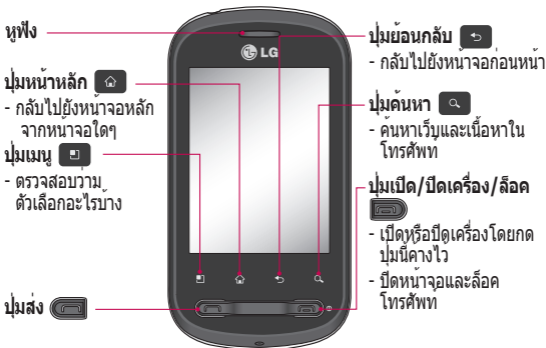 หูฟัง
ปุ่มหน้าหลัก
- กลับไปยังหน้าจอหลัก
จากหน้าจอใดๆ
ปุ่มเมนู
- ตรวจสอบว่ามี
ตัวเลือกอะไรบ้าง
ปุ่มส่ง
LG
ปุ่มย้อนกลับ
- กลับไปยังหน้าจอก่อนหน้า
ปุ่มค้นหา
- ค้นหาเว็บและเนื้อหาใน
โทรศัพท์
ปุ่มเปิด/ปิดเครื่อง/ล็อค
- เปิดหรือปิดเครื่องโดยกด
ปุ่มนี้ค้างไว้
- ปิดหน้าจอและล็อค
โทรศัพท์